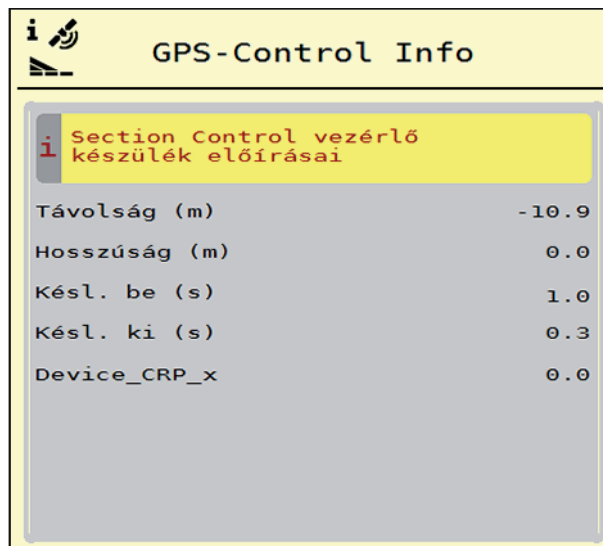 i
GPS-Control Info
i
Section Control vezérlő
készülék előírásai
Távolság (m) -10.9
Hosszúság (m) 0.0
Késl. be (s) 1.0
Késl. ki (s) 0.3
Device_CRP_x 0.0